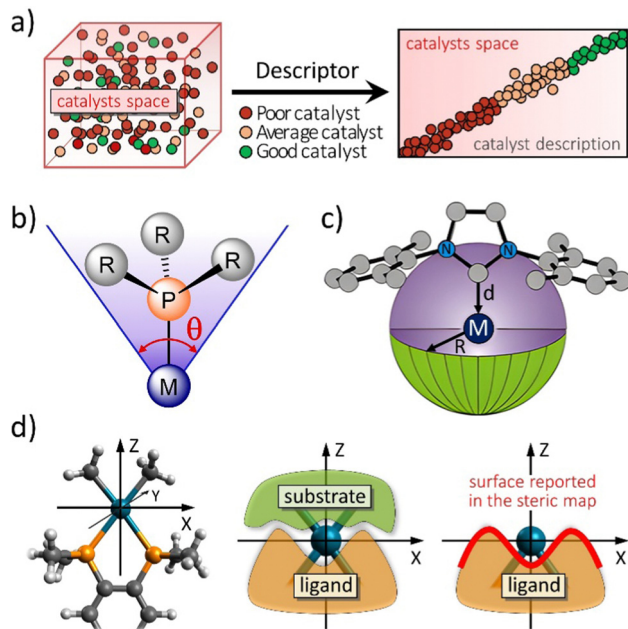 a)
catalysts space
Descriptor
Poor catalyst
Average catalyst
Good catalyst
catalysts space
catalyst description
b)
R
R
R
P
θ
M
c)
N
N
d
M
R
d)
Z
Y
X
Z
substrate
X
ligand
Z
surface reported
in the steric map
X
ligand